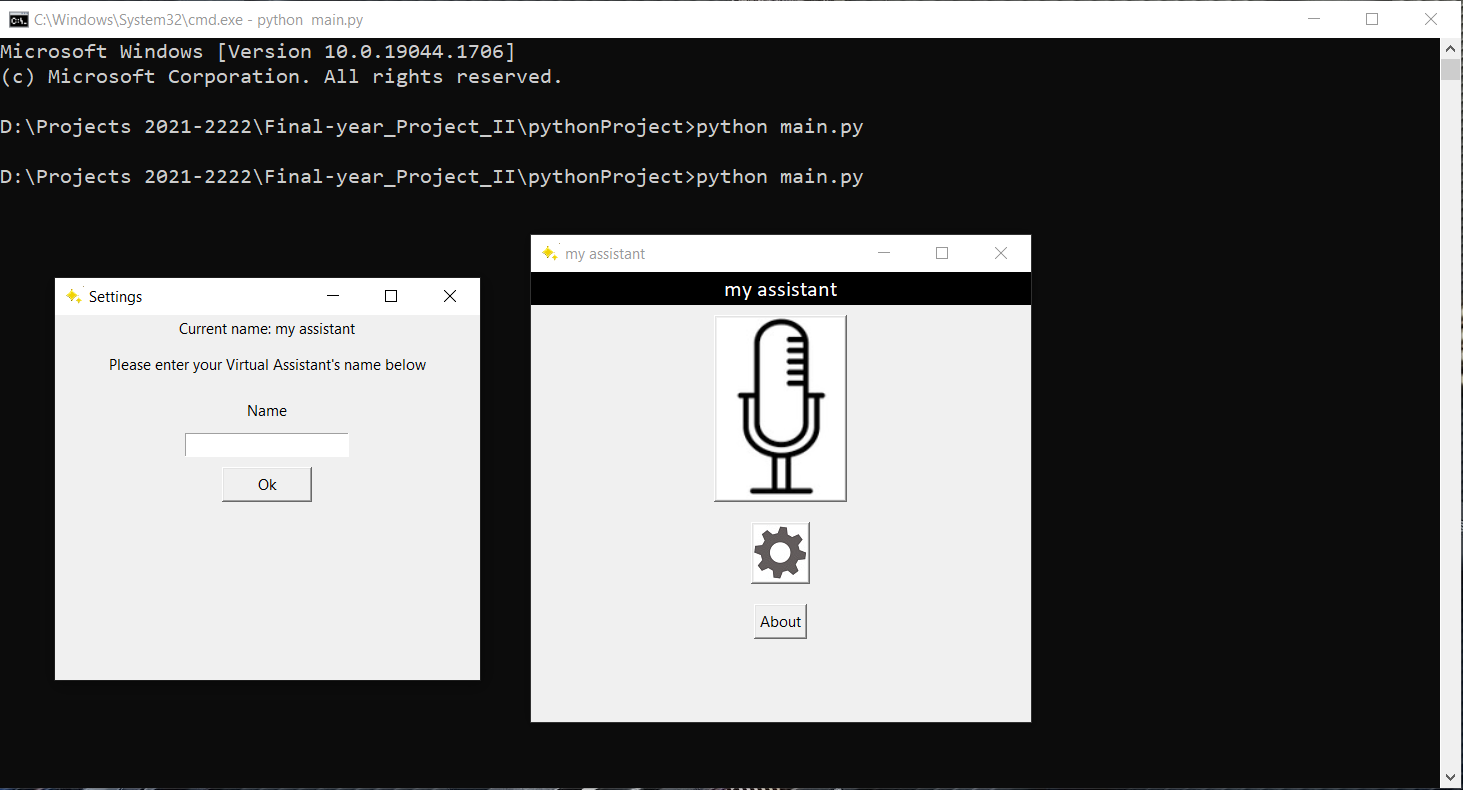 C:\Windows\System32\cmd.exe - python  main.py
Microsoft Windows [Version 10.0.19044.1706]
(c) Microsoft Corporation. All rights reserved.
D:\Projects 2021-2222\Final-year_Project_II\pythonProject>python main.py
D:\Projects 2021-2222\Final-year_Project_II\pythonProject>python main.py
Settings
Current name: my assistant
Please enter your Virtual Assistant's name below
Name
Ok
my assistant
my assistant
About